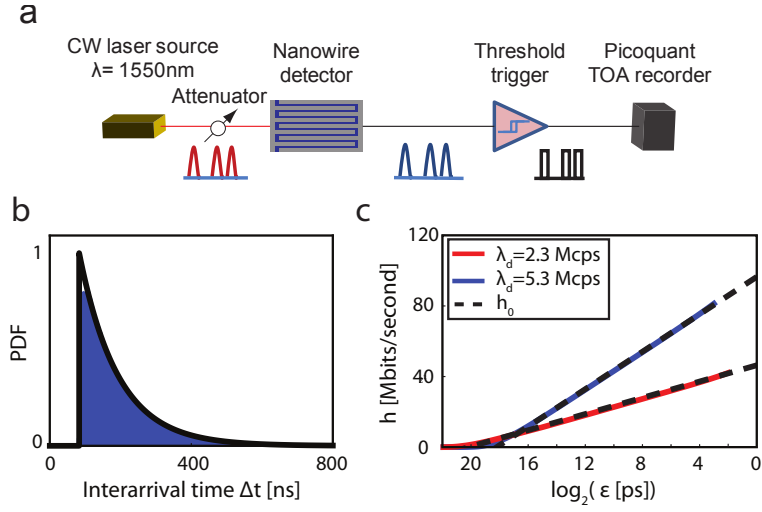 a
CW laser source
λ= 1550nm
Attenuator
Nanowire
detector
Threshold
trigger
Picoquant
TOA recorder
b
PDF
1
0
0
400
800
Interarrival time Δt [ns]
c
h [Mbits/second]
120
80
40
0
λd=2.3 Mcps
λd=5.3 Mcps
h0
20
16
12
8
4
0
log2( ε [ps])